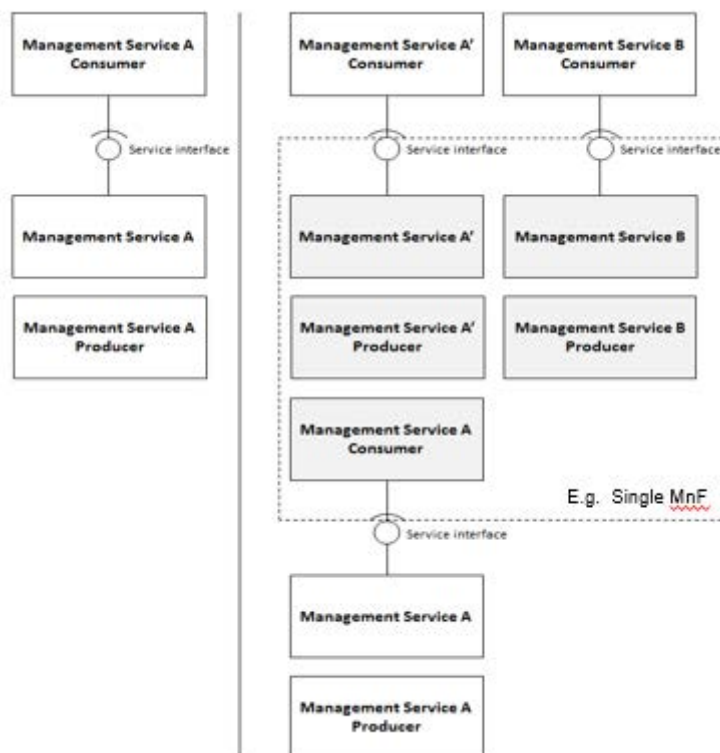 Management Service A
Consumer
Service interface
Management Service A
Management Service A
Producer
Management Service A'
Consumer
Management Service B
Consumer
Service interface
Service interface
Management Service A'
Management Service B
Management Service A'
Producer
Management Service B
Producer
Management Service A
Consumer
E.g. Single MnF
Service interface
Management Service A
Management Service A
Producer